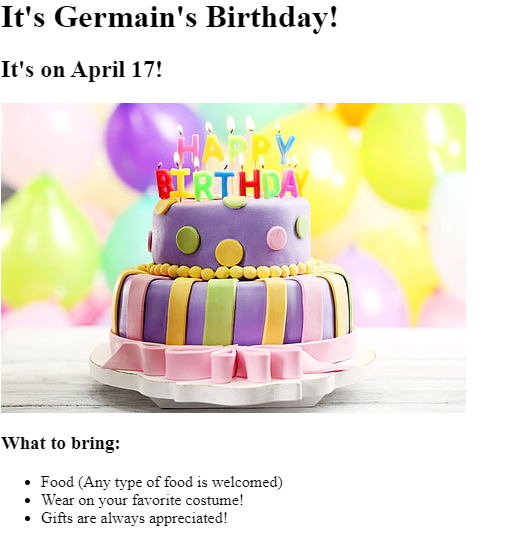 It's Germain's Birthday!
It's on April 17!
HAPPY
BIRTHDAY
What to bring:
Food (Any type of food is welcomed)
Wear on your favorite costume!
Gifts are always appreciated!